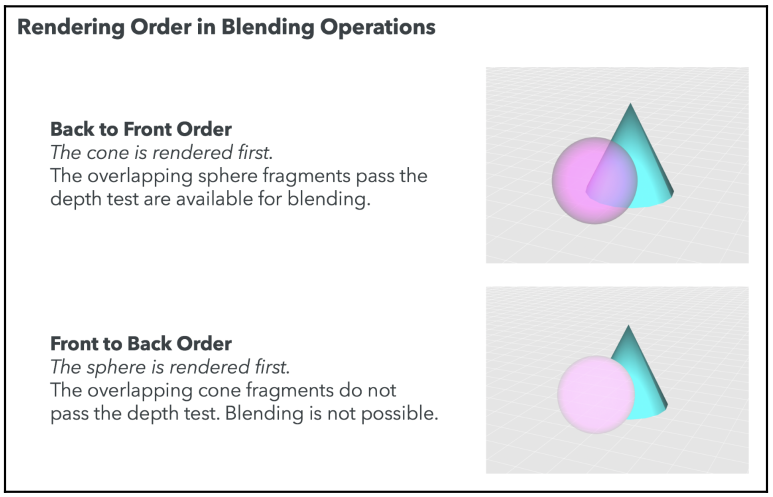 Rendering Order in Blending Operations
Back to Front Order
The cone is rendered first.
The overlapping sphere fragments pass the
depth test are available for blending.
Front to Back Order
The sphere is rendered first.
The overlapping cone fragments do not
pass the depth test. Blending is not possible.